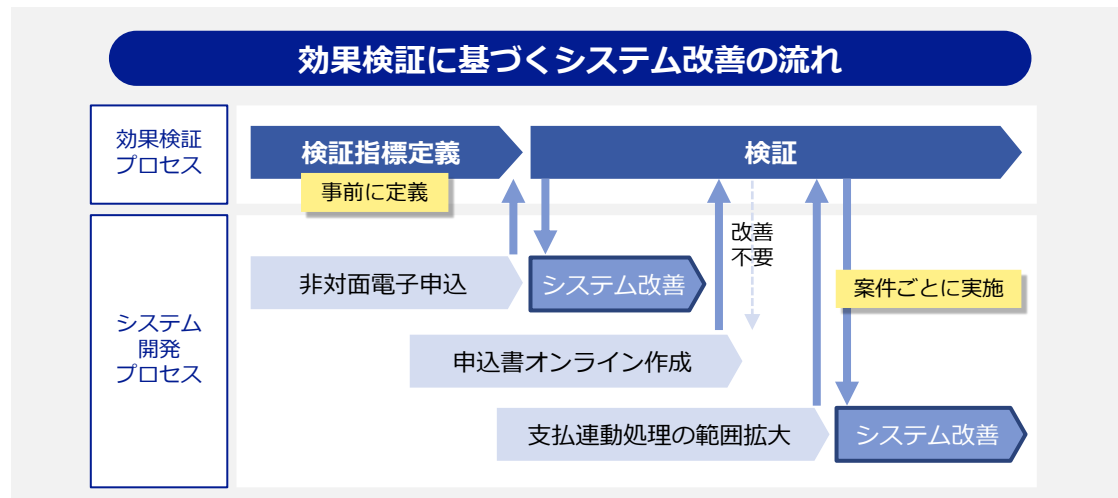 効果検証に基づくシステム改善の流れ
効果検証
プロセス
検証指標定義
検証
事前に定義
システム
開発
プロセス
非対面電子申込
システム改善
改善
不要
案件ごとに実施
申込書オンライン作成
支払連動処理の範囲拡大
システム改善